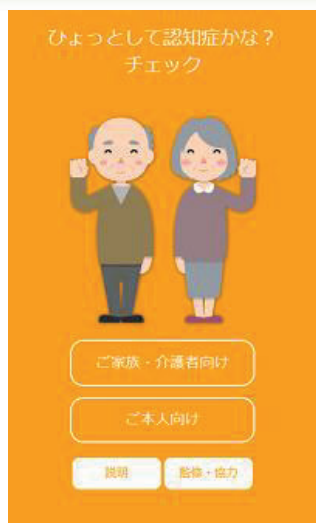 ひょっとして認知症かな？
チェック
ご家族・介護者向け
ご本人向け
説明
監修・協力